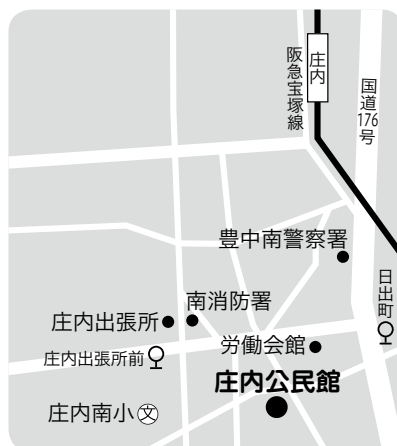 庄内
阪急宝塚線
国道176号
豊中南警察署
日出町
南消防署
庄内出張所
労働会館
庄内出張所前
庄内公民館
庄内南小
文